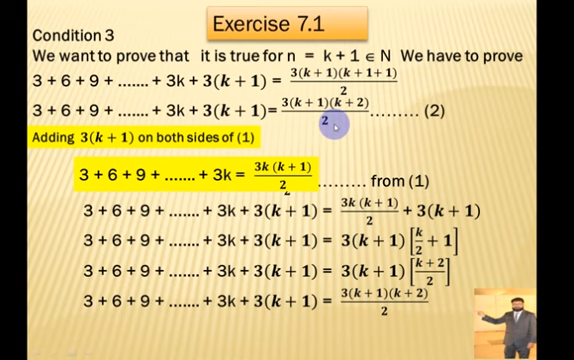 Exercise 7.1
Condition 3
We want to prove that it is true for n = k + 1 ∈ N We have to prove
3 + 6 + 9 + ....... + 3k + 3(k + 1) = 3(k + 1)(k + 1 + 1)/2
3 + 6 + 9 + ....... + 3k + 3(k + 1)= 3(k + 1)(k + 2)/2 ......... (2)
Adding 3(k + 1) on both sides of (1)
3 + 6 + 9 + ....... + 3k = 3k (k + 1)/2 ......... from (1)
3 + 6 + 9 + ....... + 3k + 3(k + 1) = 3k (k + 1)/2 + 3(k + 1)
3 + 6 + 9 + ....... + 3k + 3(k + 1) = 3(k + 1) [k/2 + 1]
3 + 6 + 9 + ....... + 3k + 3(k + 1) = 3(k + 1) [k + 2/2]
3 + 6 + 9 + ....... + 3k + 3(k + 1) = 3(k + 1)(k + 2)/2